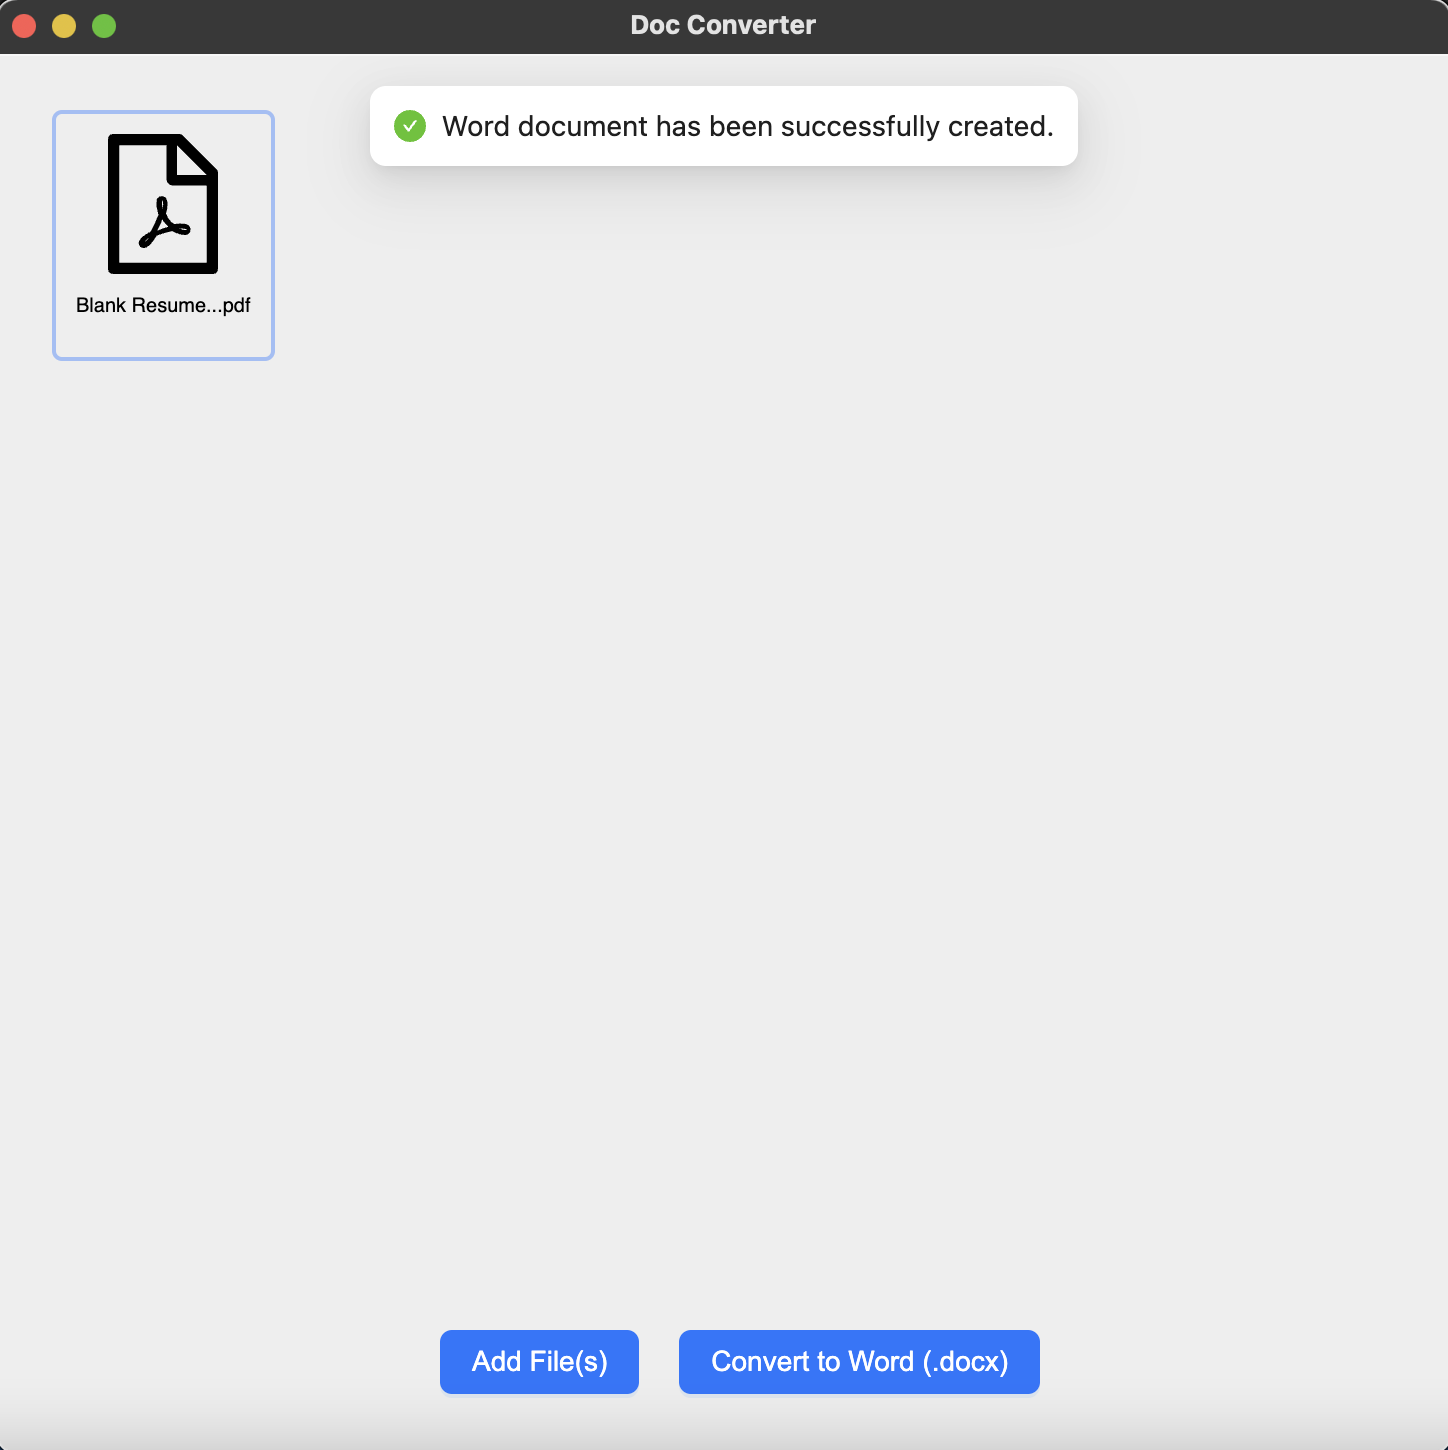 Doc Converter
Word document has been successfully created.
Blank Resume...pdf
Add File(s)
Convert to Word (.docx)